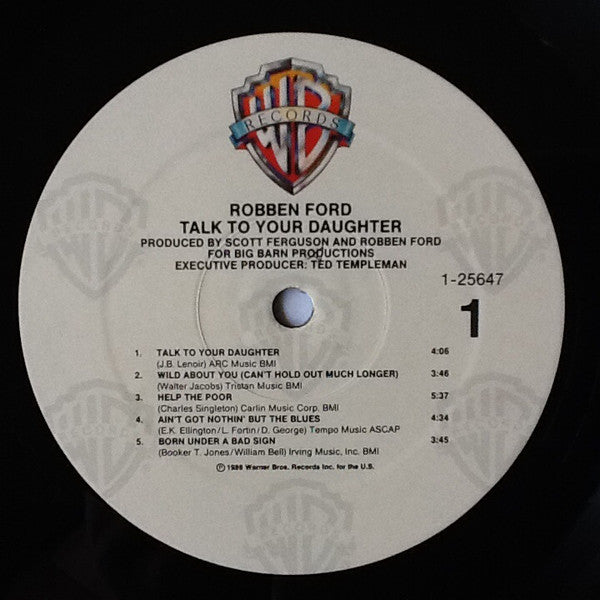 WB
RECORDS
ROBBEN FORD
TALK TO YOUR DAUGHTER
PRODUCED BY SCOTT FERGUSON AND ROBBEN FORD
FOR BIG BARN PRODUCTIONS
EXECUTIVE PRODUCER: TED TEMPLEMAN
1-25647
1
1. TALK TO YOUR DAUGHTER 4:06
(J.B. Lenoir) ARC Music BMI
2. WILD ABOUT YOU (CAN'T HOLD OUT MUCH LONGER) 3:46
(Walter Jacobs) Tristan Music BMI
3. HELP THE POOR 5:37
(Charles Singleton) Carlin Music Corp. BMI
4. AIN'T GOT NOTHIN' BUT THE BLUES 4:34
(E.K. Ellington/L. Fortin/D. George) Tempo Music ASCAP
5. BORN UNDER A BAD SIGN 3:45
(Booker T. Jones/William Bell) Irving Music, Inc. BMI
℗ 1988 Warner Bros. Records Inc. for the U.S.